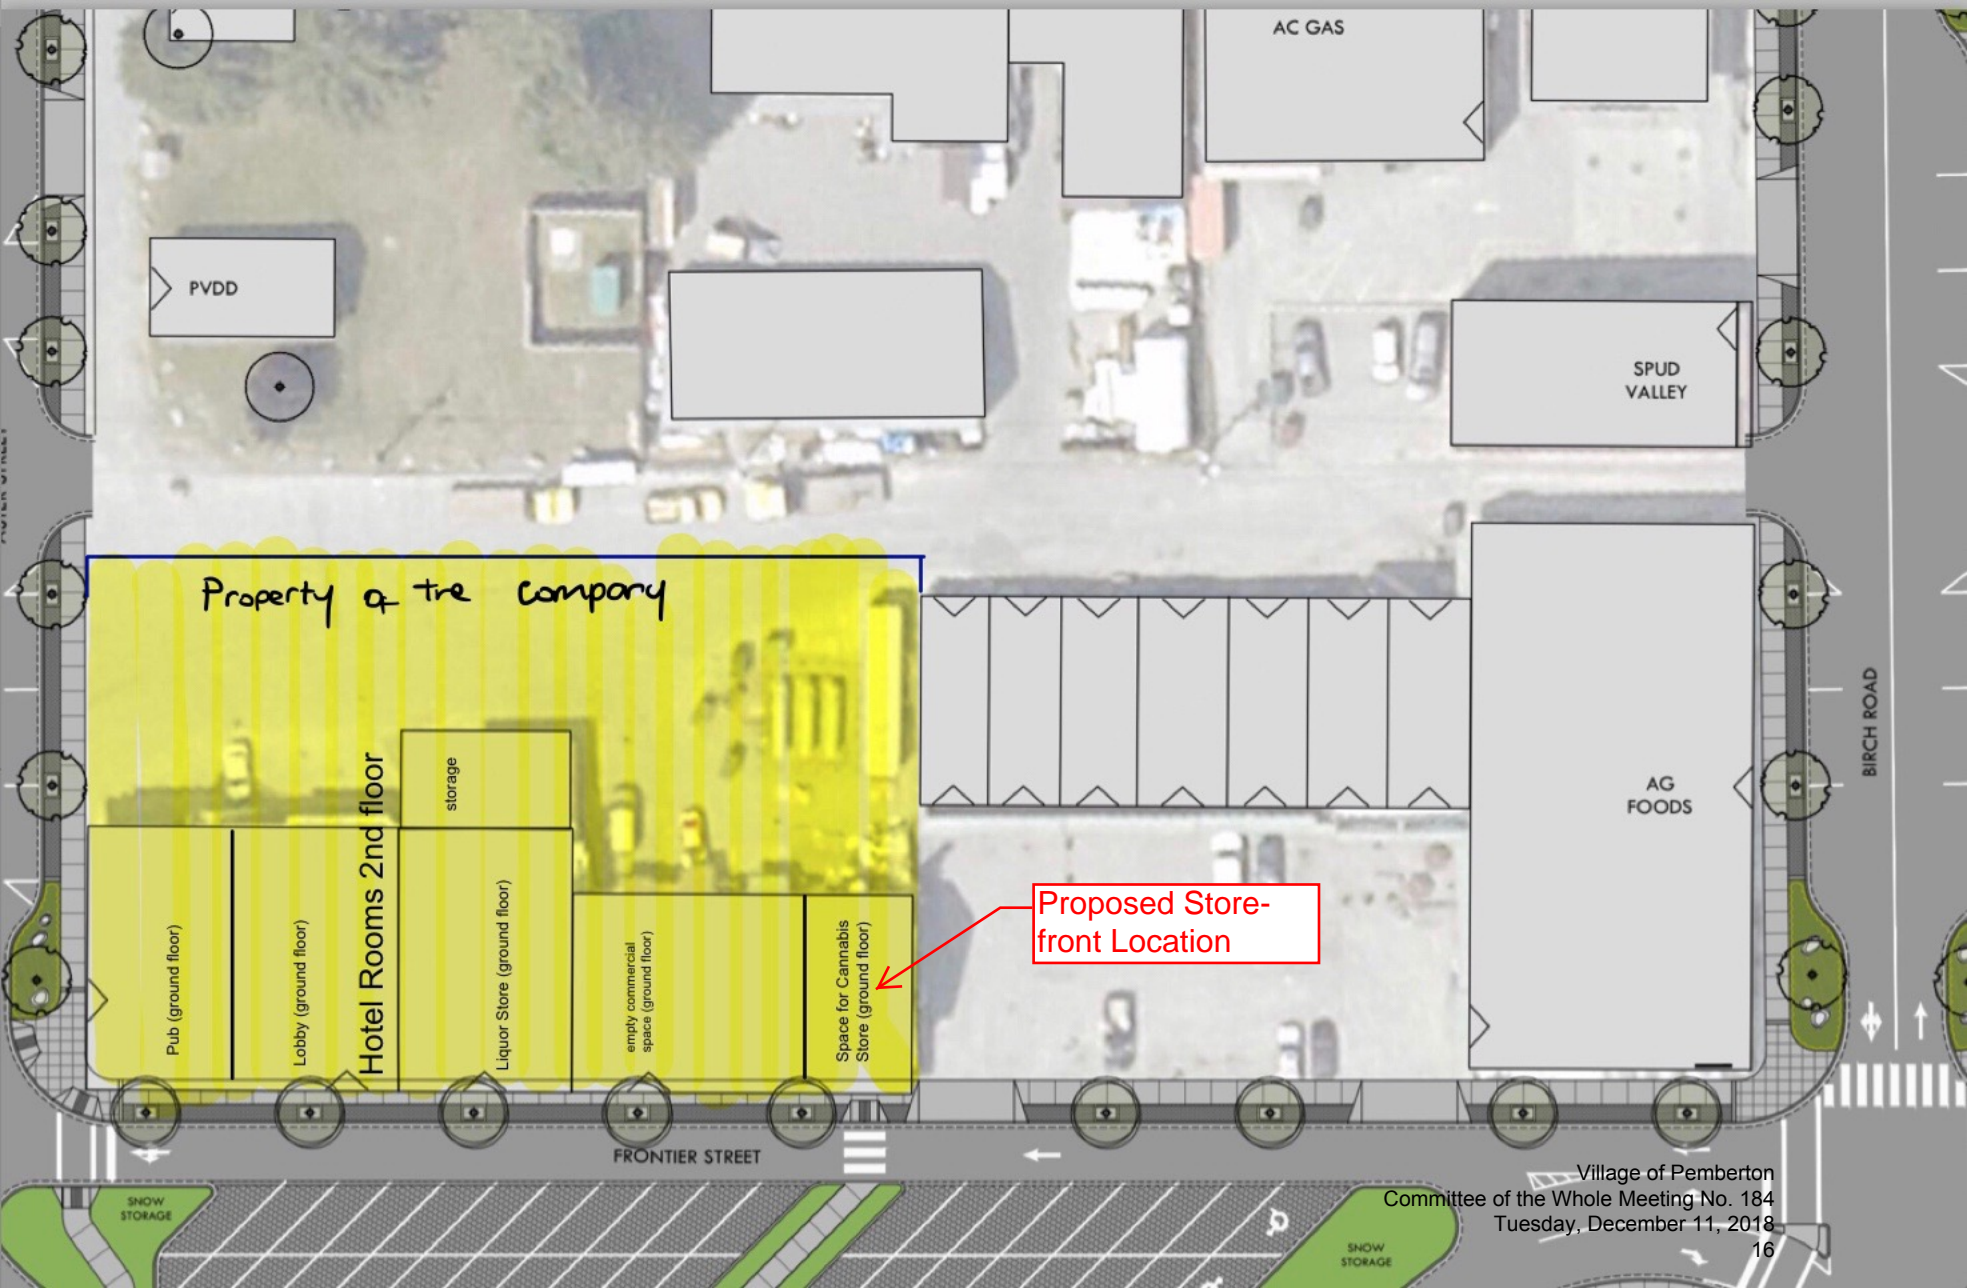 AC GAS
PVDD
SPUD
VALLEY
Property of the Company
storage
Hotel Rooms 2nd floor
Pub (ground floor)
Lobby (ground floor)
Liquor Store (ground floor)
empty commercial
space (ground floor)
Space for Cannabis
Store (ground floor)
Proposed Store-
front Location
AG
FOODS
BIRCH ROAD
FRONTIER STREET
SNOW
STORAGE
SNOW
STORAGE
Village of Pemberton
Committee of the Whole Meeting No. 184
Tuesday, December 11, 2018
16